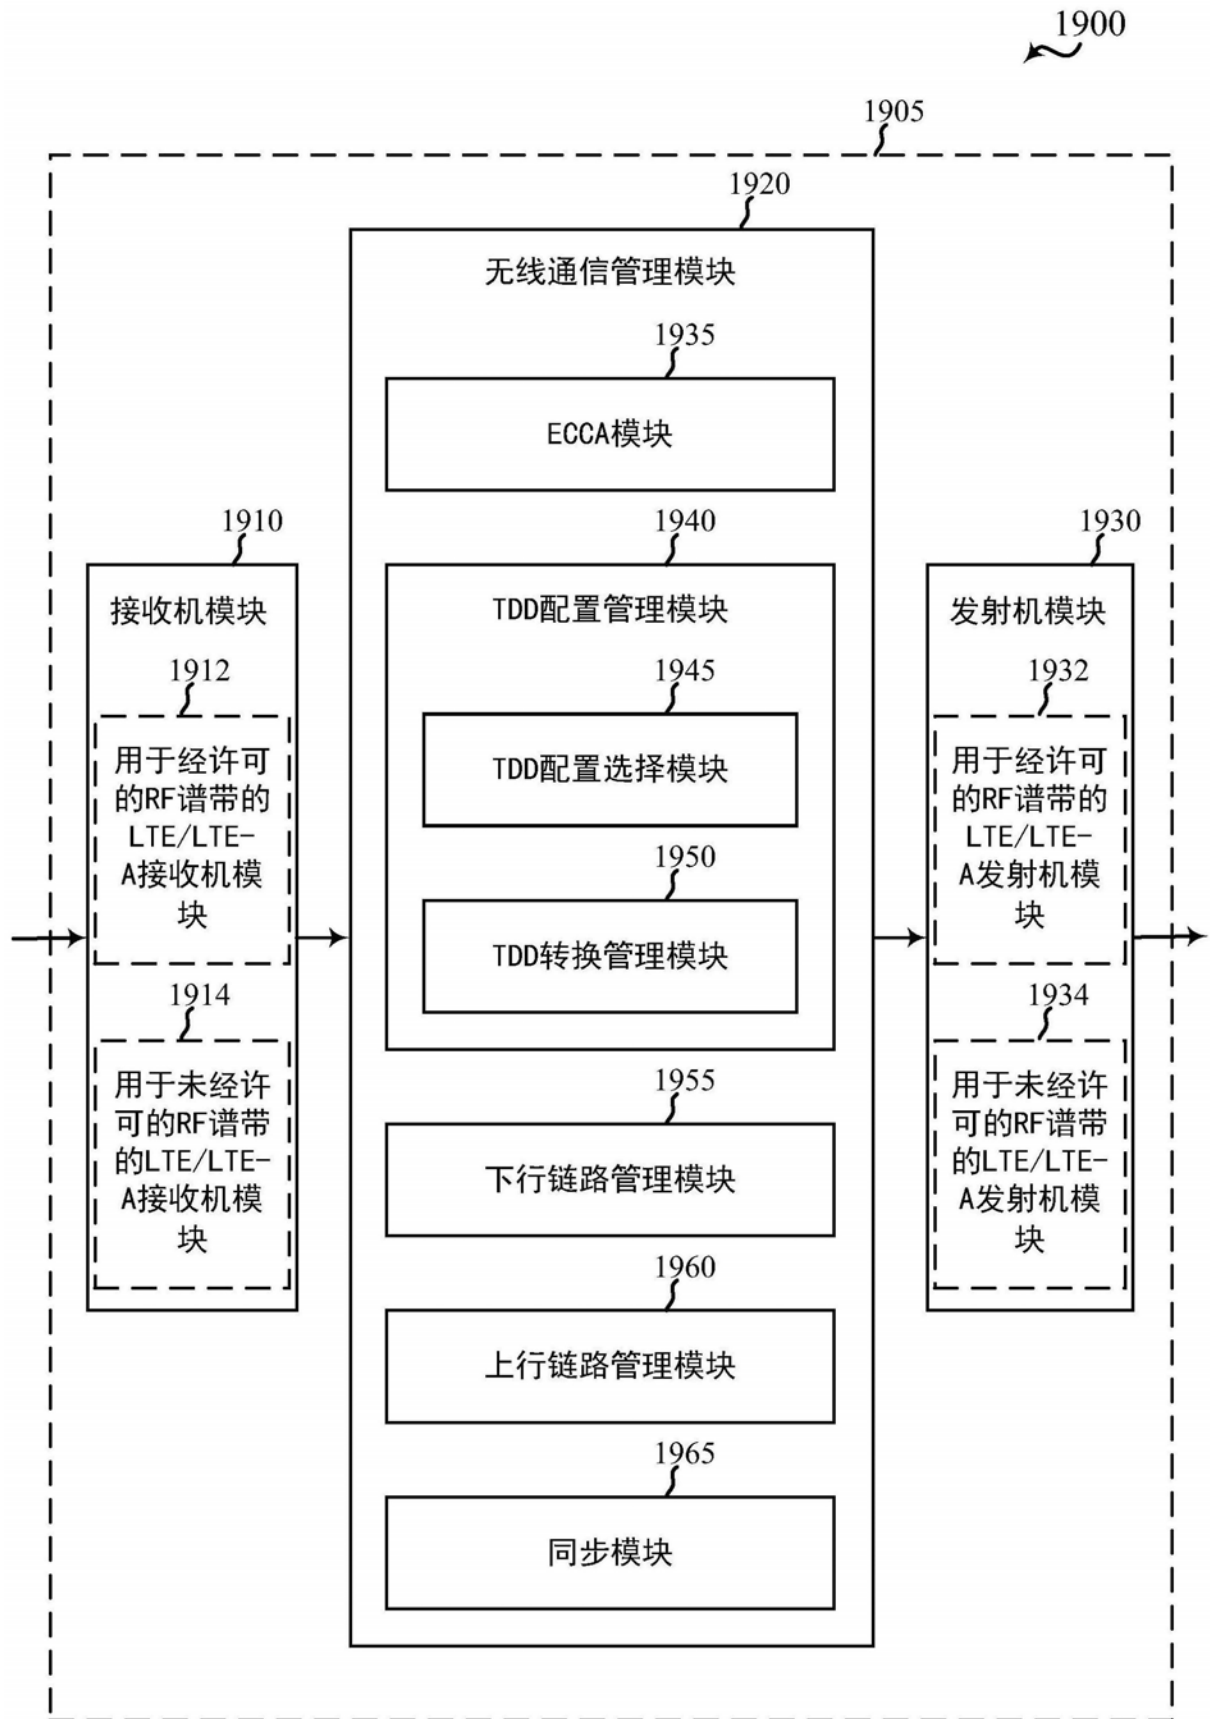 1900
1905
1920
无线通信管理模块
1935
ECCA模块
1910
接收机模块
1912
用于经许可
的RF谱带的
LTE/LTE-
A接收机模
块
1914
用于未经许
可的RF谱带
的LTE/LTE-
A接收机模
块
1940
TDD配置管理模块
1945
TDD配置选择模块
1950
TDD转换管理模块
1955
下行链路管理模块
1960
上行链路管理模块
1965
同步模块
1930
发射机模块
1932
用于经许可
的RF谱带的
LTE/LTE-
A发射机模
块
1934
用于未经许
可的RF谱带
的LTE/LTE-
A发射机模
块